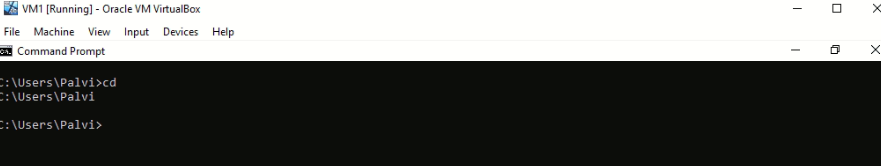 VM1 [Running] - Oracle VM VirtualBox
File Machine View Input Devices Help
Command Prompt
C:\Users\Palvi>cd
C:\Users\Palvi
C:\Users\Palvi>